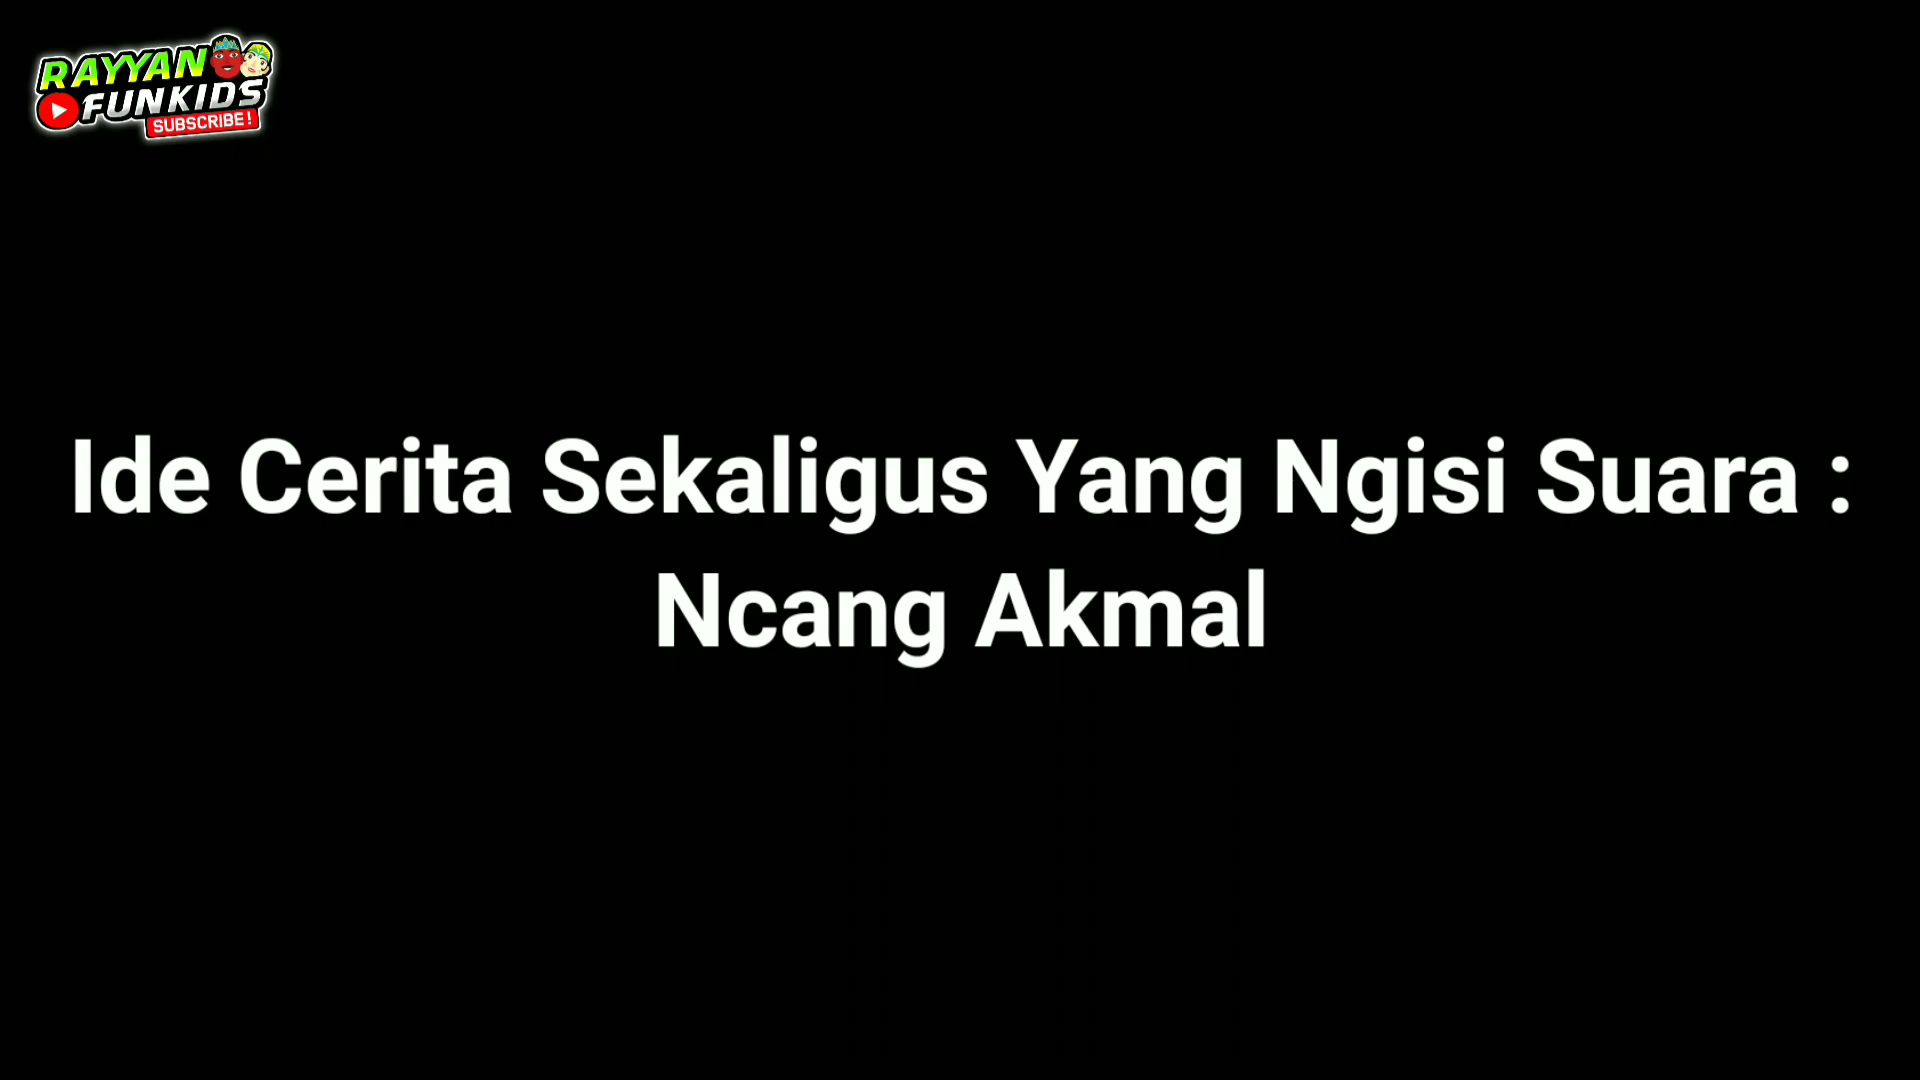 RAYYAN
FUNKIDS
SUBSCRIBE!
Ide Cerita Sekaligus Yang Ngisi Suara :
Ncang Akmal